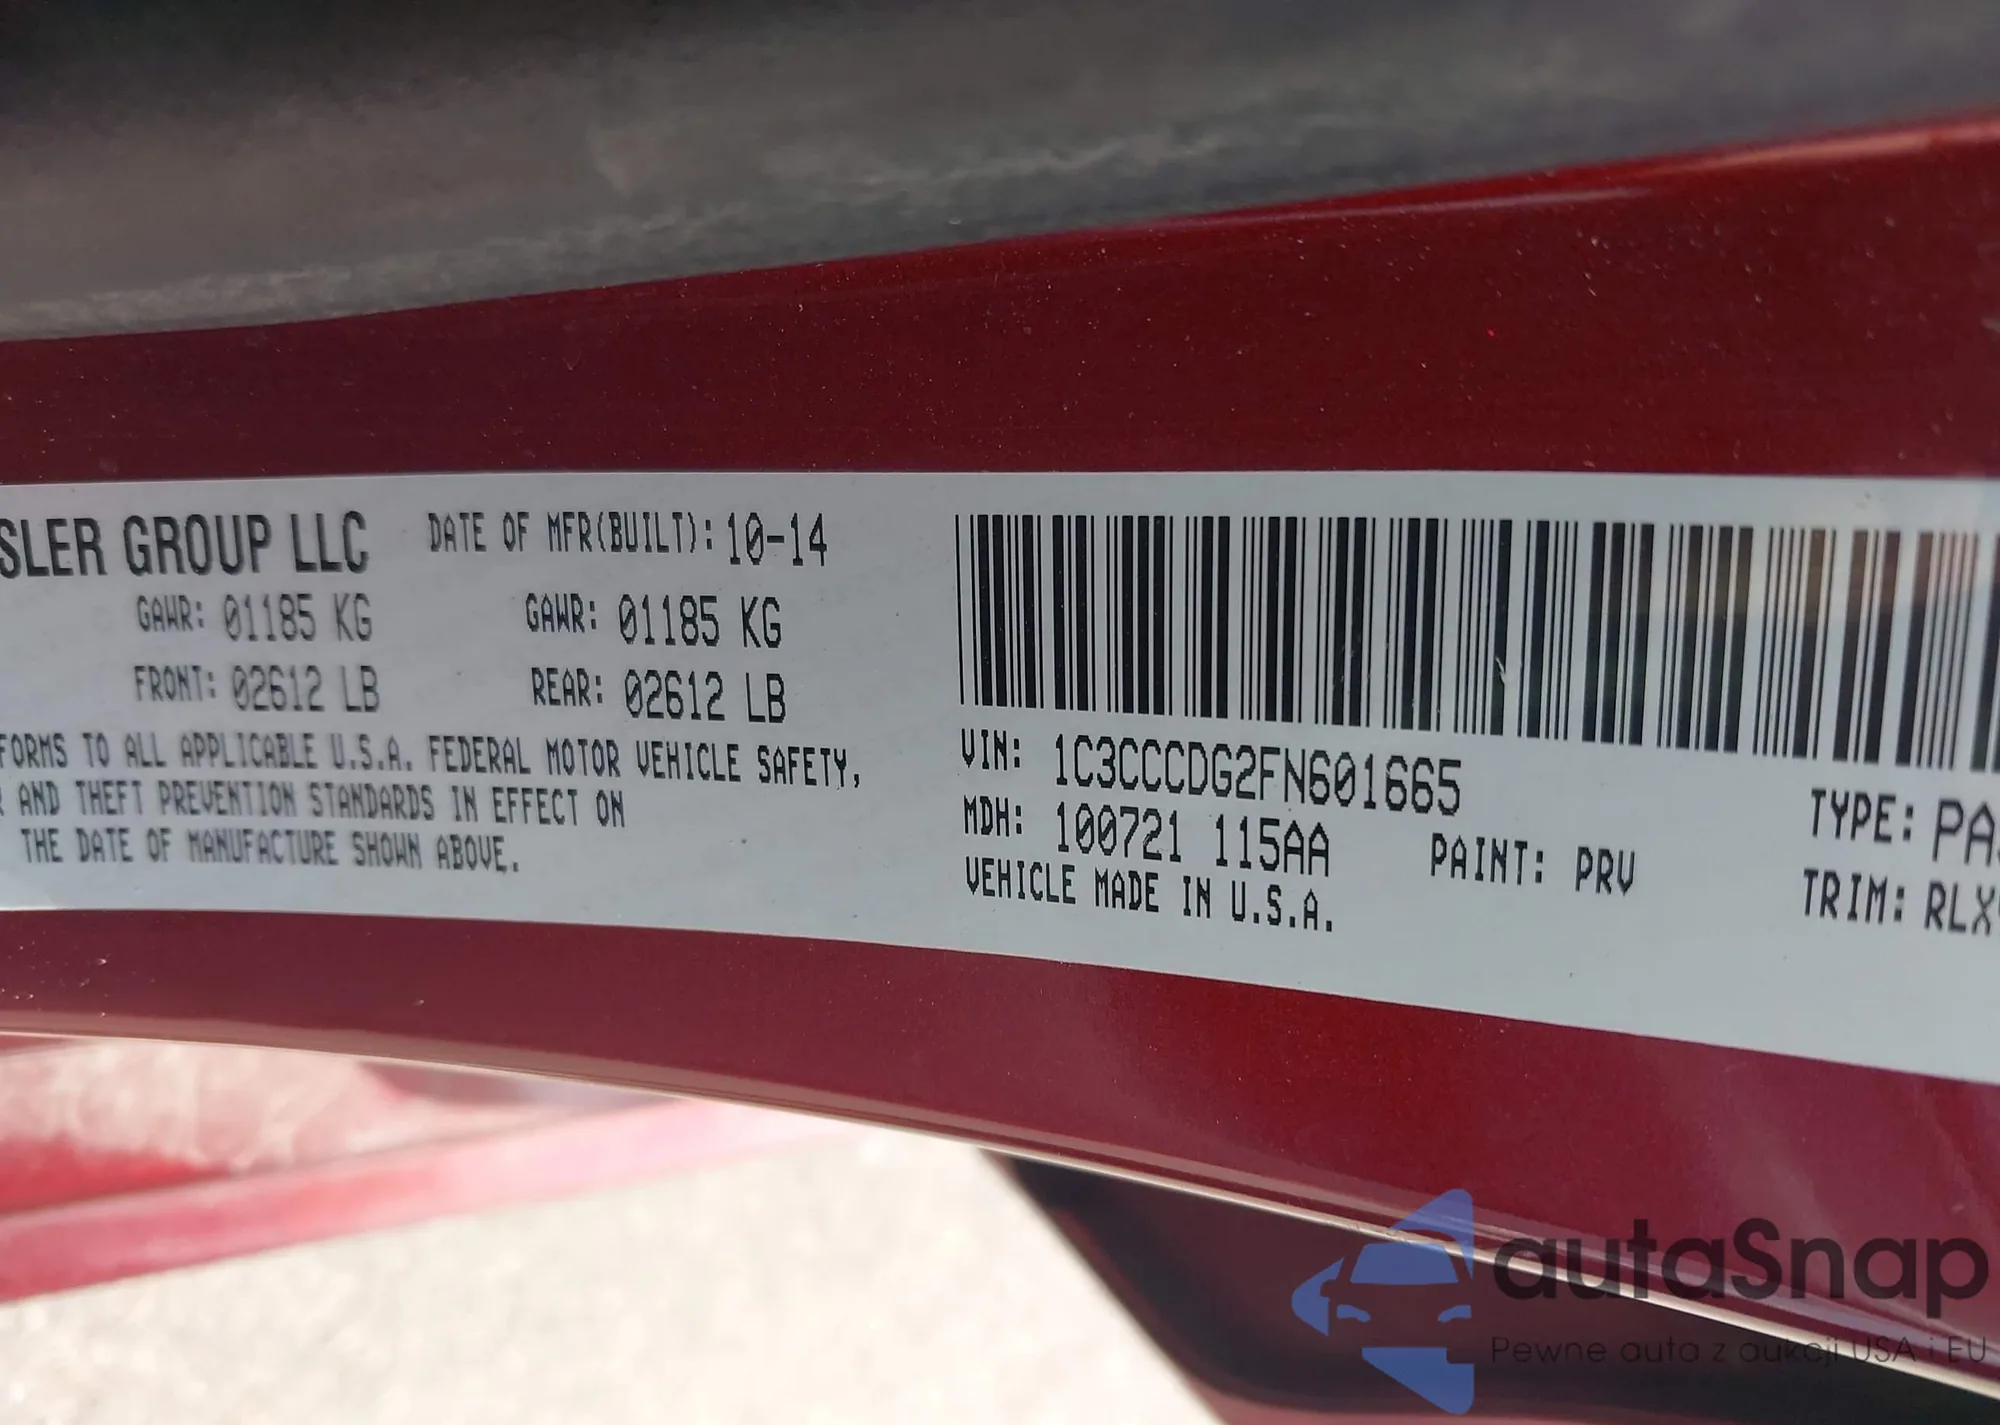 SLER GROUP LLC DATE OF MFR(BUILT): 10-14
GAWR: 01185 KG GAWR: 01185 KG
FRONT: 02612 LB REAR: 02612 LB
FORMS TO ALL APPLICABLE U.S.A. FEDERAL MOTOR VEHICLE SAFETY,
R AND THEFT PREVENTION STANDARDS IN EFFECT ON
THE DATE OF MANUFACTURE SHOWN ABOVE.
VIN: 1C3CCCDG2FN601665 TYPE: PAS
MDH: 100721 115AA PAINT: PRV TRIM: RLX
VEHICLE MADE IN U.S.A.
autaSnap
Pewne auta z aukcji USA i EU